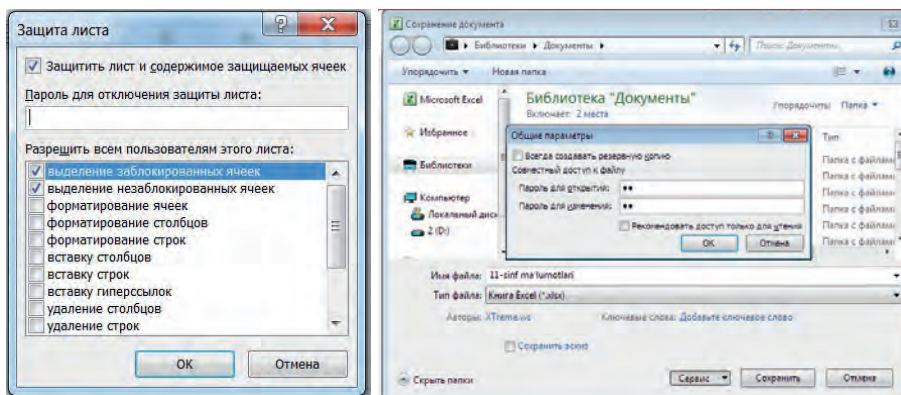 Защита листа
Защитить лист и содержимое защищаемых ячеек
Пароль для отключения защиты листа:
Разрешить всем пользователям этого листа:
выделение заблокированных ячеек
выделение незаблокированных ячеек
форматирование ячеек
форматирование столбцов
форматирование строк
вставку столбцов
вставку строк
вставку гиперссылок
удаление столбцов
удаление строк
ОК
Отмена
Сохранение документа
Библиотеки
Документы
Поиск: Документы
Упорядочить
Новая папка
Microsoft Excel
Библиотека "Документы"
Включает: 2 места
Упорядочить: Папка
Избранное
Библиотеки
Компьютер
Локальный диск
2 (D:)
Тип
Папка с файлами
Папка с файлами
Папка с файлами
Папка с файлами
Папка с файлами
Папка с файлами
Общие параметры
Всегда создавать резервную копию
Совместный доступ к файлу
Пароль для открытия: ••
Пароль для изменения: ••
Рекомендовать доступ только для чтения
ОК
Отмена
Имя файла: 11-sinf ma'lumotlari
Тип файла: Книга Excel (*.xlsx)
Авторы: XTreme.ws
Ключевые слова: Добавьте ключевое слово
Сохранить эскиз
Скрыть папки
Сервис
Сохранить
Отмена